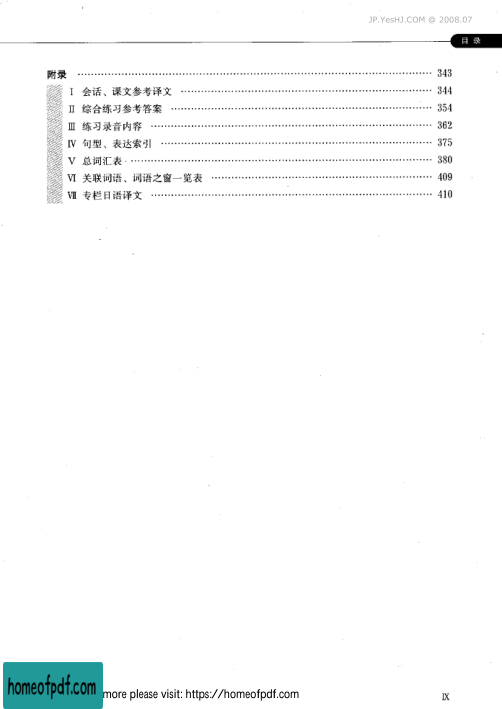 JP.YesHJ.COM @ 2008.07
目 录
附录 ………………………………………… 343
Ⅰ 会话、课文参考译文 ………………………………………… 344
Ⅱ 综合练习参考答案 ………………………………………… 354
Ⅲ 练习录音内容 ………………………………………… 362
Ⅳ 句型、表达索引 ………………………………………… 375
Ⅴ 总词汇表 ………………………………………… 380
Ⅵ 关联词语、词语之窗一览表 ………………………………………… 409
Ⅶ 专栏日语译文 ………………………………………… 410
homeofpdf.com more please visit: https://homeofpdf.com
Ⅸ